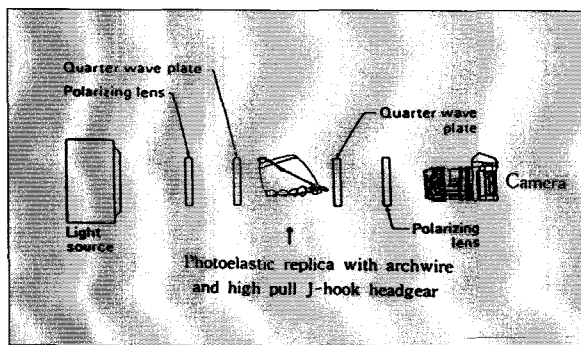 Quarter wave plate
Polarizing lens
Quarter wave
plate
Camera
Light
source
Polarizing
lens
Photoelastic replica with archwire
and high pull J-hook headgear